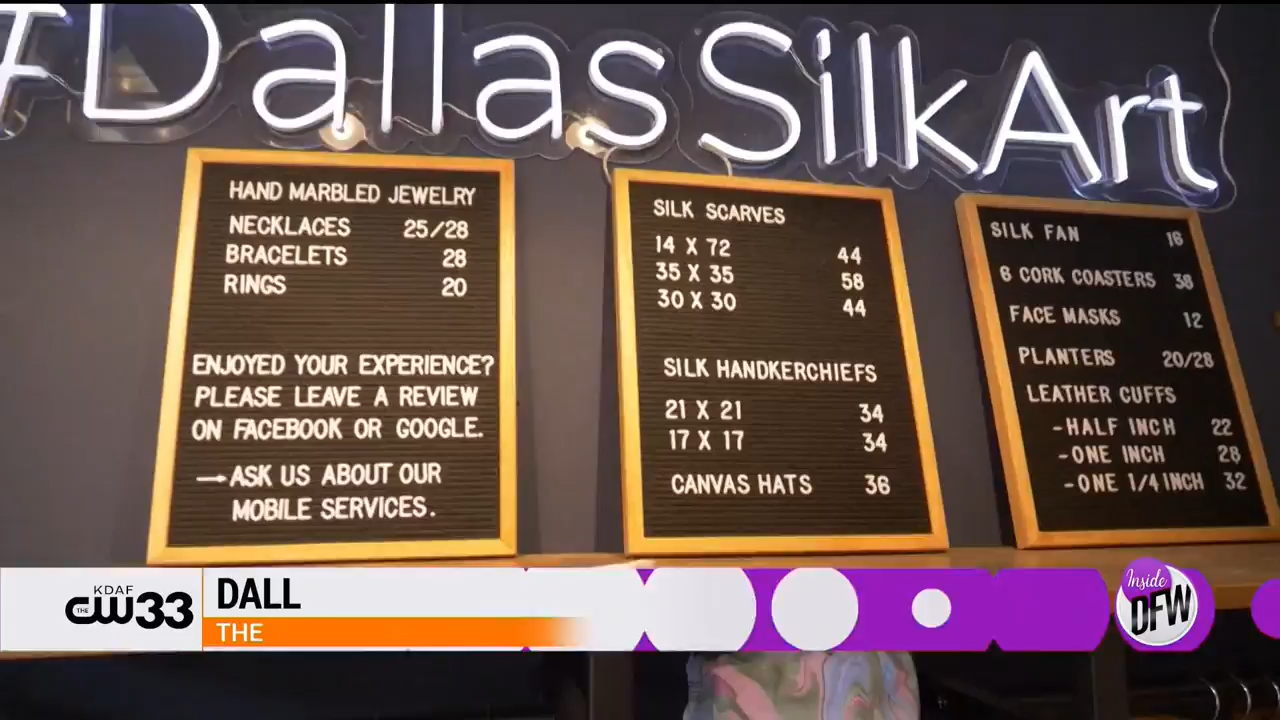 #DallasSilkArt
HAND MARBLED JEWELRY
NECKLACES 25/28
BRACELETS 28
RINGS 20
ENJOYED YOUR EXPERIENCE?
PLEASE LEAVE A REVIEW
ON FACEBOOK OR GOOGLE.
→ASK US ABOUT OUR
MOBILE SERVICES.
SILK SCARVES
14 X 72 44
35 X 35 58
30 X 30 44
SILK HANDKERCHIEFS
21 X 21 34
17 X 17 34
CANVAS HATS 36
SILK FAN 16
6 CORK COASTERS 38
FACE MASKS 12
PLANTERS 20/28
LEATHER CUFFS
-HALF INCH 22
-ONE INCH 28
-ONE 1/4 INCH 32
KDAF
THE CW33
DALL
THE
Inside
DFW